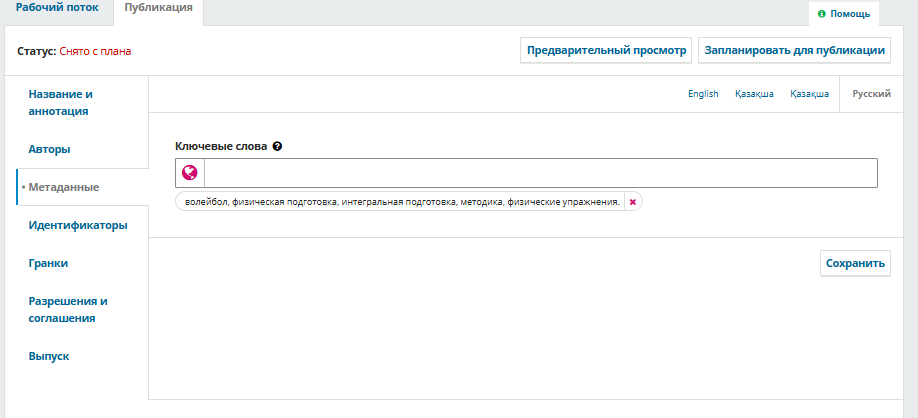 Рабочий поток
Публикация
Помощь
Статус: Снято с плана
Предварительный просмотр
Запланировать для публикации
Название и
аннотация
Авторы
Метаданные
Идентификаторы
Гранки
Разрешения и
соглашения
Выпуск
English
Қазақша
Қазақша
Русский
Ключевые слова
волейбол, физическая подготовка, интегральная подготовка, методика, физические упражнения.
Сохранить